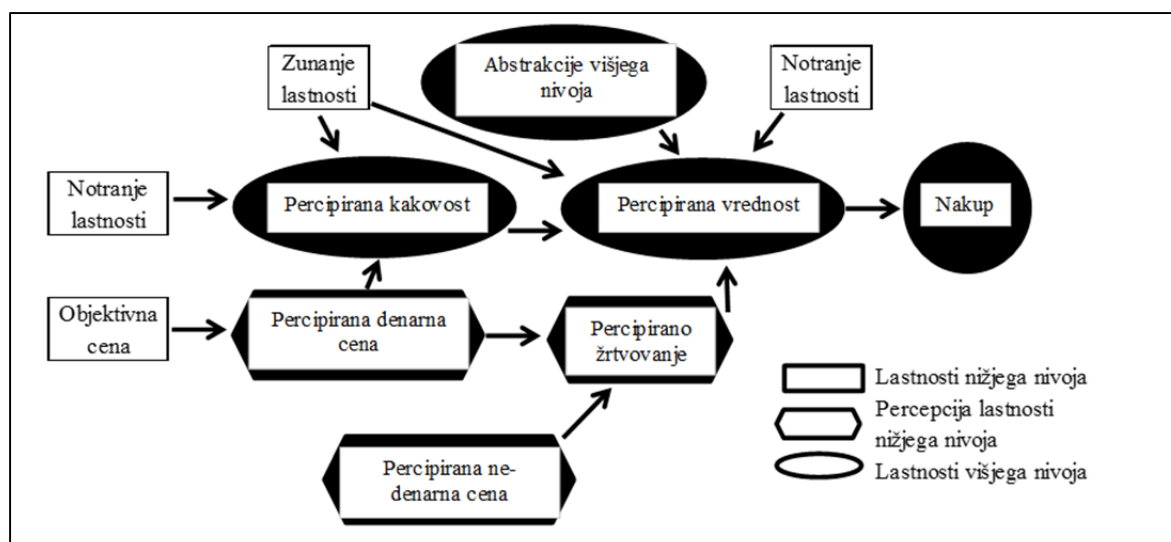 Zunanje
lastnosti
Abstrakcije višjega
nivoja
Notranje
lastnosti
Notranje
lastnosti
Percipirana kakovost
Percipirana vrednost
Nakup
Objektivna
cena
Percipirana denarna
cena
Percipirano
žrtvovanje
Percipirana ne-
denarna cena
Lastnosti nižjega nivoja
Percepcija lastnosti
nižjega nivoja
Lastnosti višjega nivoja